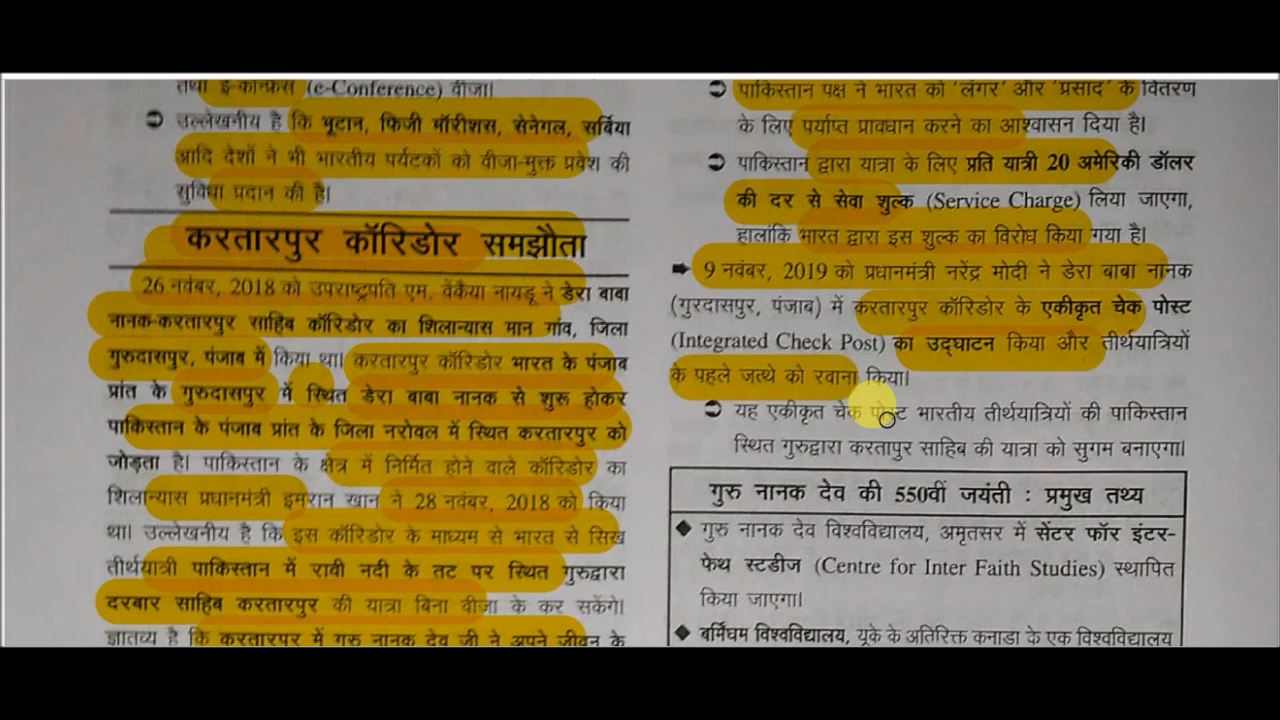 तथा ई-कॉन्फ्रेंस (e-Conference) वीजा।
उल्लेखनीय है कि भूटान, फिजी मॉरीशस, सेनेगल, सर्बिया
आदि देशों ने भी भारतीय पर्यटकों को वीजा-मुक्त प्रवेश की
सुविधा प्रदान की है।
करतारपुर कॉरिडोर समझौता
26 नवंबर, 2018 को उपराष्ट्रपति एम. वेंकैया नायडू ने डेरा बाबा
नानक-करतारपुर साहिब कॉरिडोर का शिलान्यास मान गांव, जिला
गुरुदासपुर, पंजाब में किया था। करतारपुर कॉरिडोर भारत के पंजाब
प्रांत के गुरुदासपुर में स्थित डेरा बाबा नानक से शुरू होकर
पाकिस्तान के पंजाब प्रांत के जिला नरोवल में स्थित करतारपुर को
जोड़ता है। पाकिस्तान के क्षेत्र में निर्मित होने वाले कॉरिडोर का
शिलान्यास प्रधानमंत्री इमरान खान ने 28 नवंबर, 2018 को किया
था। उल्लेखनीय है कि इस कॉरिडोर के माध्यम से भारत से सिख
तीर्थयात्री पाकिस्तान में रावी नदी के तट पर स्थित गुरुद्वारा
दरबार साहिब करतारपुर की यात्रा बिना वीजा के कर सकेंगे।
ज्ञातव्य है कि करतारपुर में गुरु नानक देव जी ने अपने जीवन के
पाकिस्तान पक्ष ने भारत को 'लंगर' और 'प्रसाद' के वितरण
के लिए पर्याप्त प्रावधान करने का आश्वासन दिया है।
पाकिस्तान द्वारा यात्रा के लिए प्रति यात्री 20 अमेरिकी डॉलर
की दर से सेवा शुल्क (Service Charge) लिया जाएगा,
हालांकि भारत द्वारा इस शुल्क का विरोध किया गया है।
9 नवंबर, 2019 को प्रधानमंत्री नरेंद्र मोदी ने डेरा बाबा नानक
(गुरदासपुर, पंजाब) में करतारपुर कॉरिडोर के एकीकृत चेक पोस्ट
(Integrated Check Post) का उद्घाटन किया और तीर्थयात्रियों
के पहले जत्थे को रवाना किया।
यह एकीकृत चेक पोस्ट भारतीय तीर्थयात्रियों की पाकिस्तान
स्थित गुरुद्वारा करतापुर साहिब की यात्रा को सुगम बनाएगा।
गुरु नानक देव की 550वीं जयंती : प्रमुख तथ्य
◆ गुरु नानक देव विश्वविद्यालय, अमृतसर में सेंटर फॉर इंटर-
फेथ स्टडीज (Centre for Inter Faith Studies) स्थापित
किया जाएगा।
◆ बर्मिंघम विश्वविद्यालय, यूके के अतिरिक्त कनाडा के एक विश्वविद्यालय